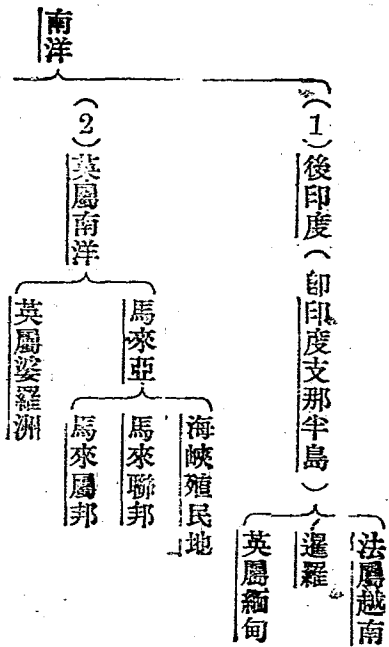 南洋
(1)後印度(卽印度支那半島)
法屬越南
暹羅
英屬緬甸
(2)英屬南洋
馬來亞
海峽殖民地
馬來聯邦
馬來屬邦
英屬婆羅洲